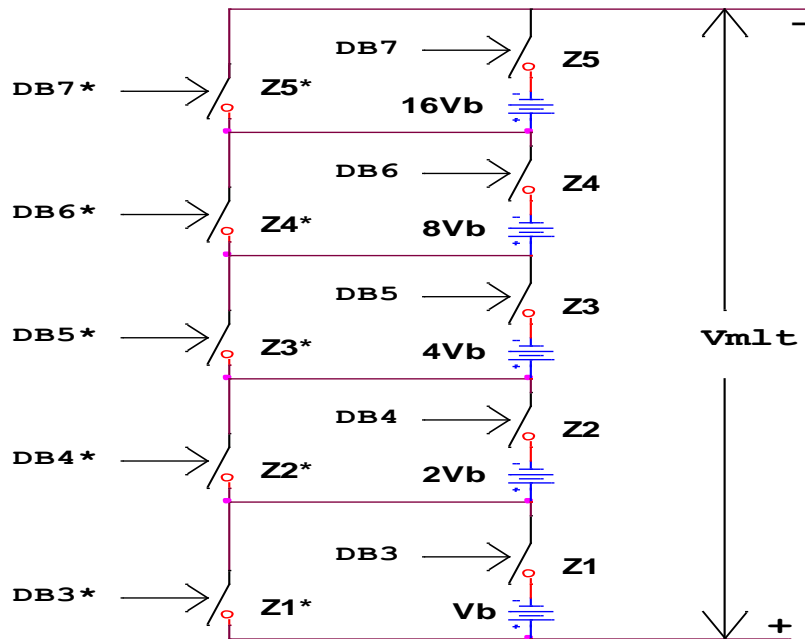 -
DB7
Z5
DB7*
Z5*
-
16Vb
+
DB6
Z4
DB6*
Z4*
-
8Vb
+
DB5
Z3
DB5*
Z3*
-
4Vb
+
Vmlt
DB4
Z2
DB4*
Z2*
-
2Vb
+
DB3
Z1
DB3*
Z1*
-
Vb
+
+